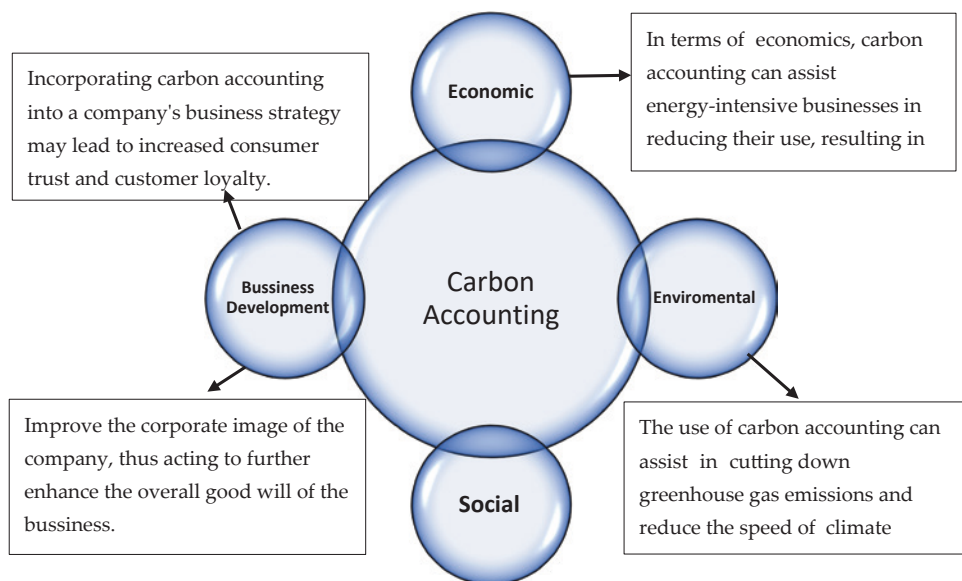 Economic
In terms of economics, carbon
accounting can assist
energy-intensive businesses in
reducing their use, resulting in
Incorporating carbon accounting
into a company's business strategy
may lead to increased consumer
trust and customer loyalty.
Bussiness
Development
Carbon
Accounting
Enviromental
Improve the corporate image of the
company, thus acting to further
enhance the overall good will of the
bussiness.
Social
The use of carbon accounting can
assist in cutting down
greenhouse gas emissions and
reduce the speed of climate